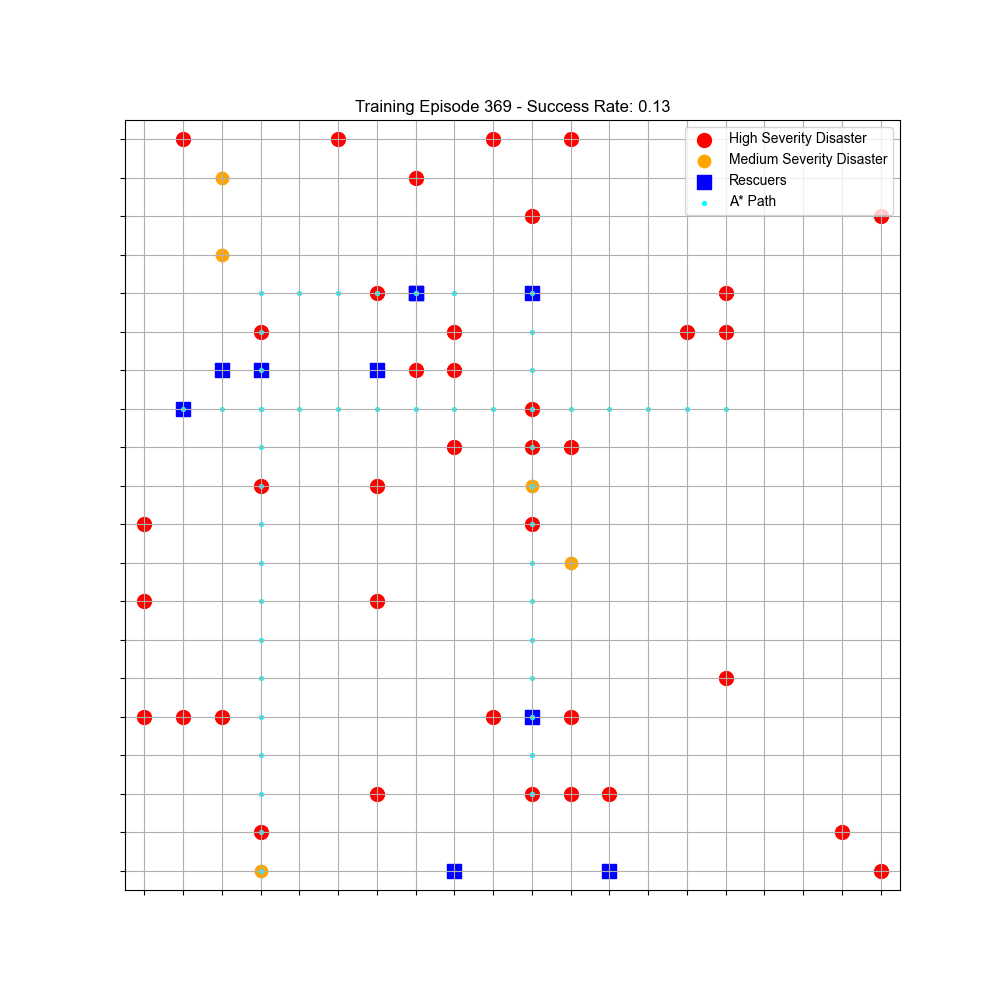 Training Episode 369 - Success Rate: 0.13
High Severity Disaster
Medium Severity Disaster
Rescuers
A* Path